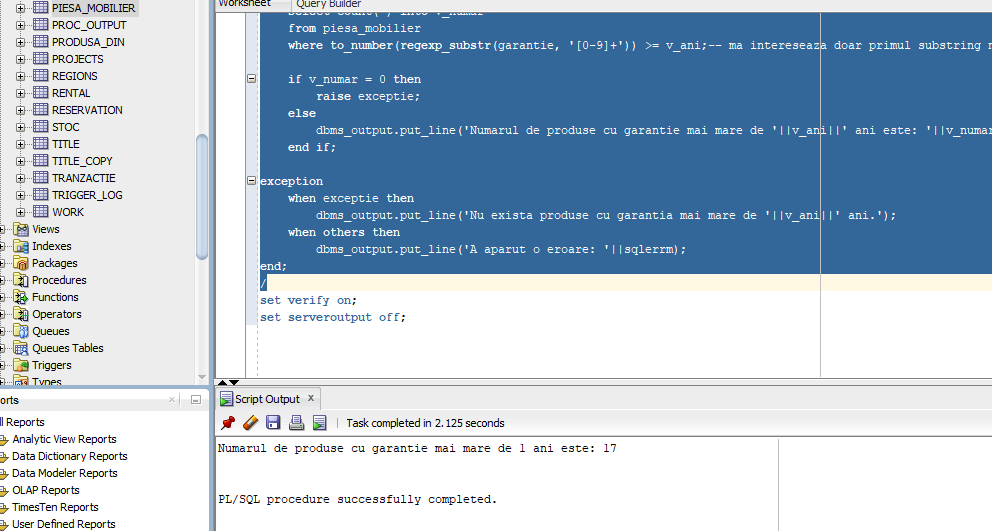 PIESA_MOBILIER
PROC_OUTPUT
PRODUSA_DIN
PROJECTS
REGIONS
RENTAL
RESERVATION
STOC
TITLE
TITLE_COPY
TRANZACTIE
TRIGGER_LOG
WORK
Views
Indexes
Packages
Procedures
Functions
Operators
Queues
Queues Tables
Triggers
Types
Reports
Analytic View Reports
Data Dictionary Reports
Data Modeler Reports
OLAP Reports
TimesTen Reports
User Defined Reports
Worksheet Query Builder
select count(*) into v_numar
from piesa_mobilier
where to_number(regexp_substr(garantie, '[0-9]+')) >= v_ani;-- ma intereseaza doar primul substring
if v_numar = 0 then
raise exceptie;
else
dbms_output.put_line('Numarul de produse cu garantie mai mare de '||v_ani||' ani este: '||v_numar
end if;
exception
when exceptie then
dbms_output.put_line('Nu exista produse cu garantia mai mare de '||v_ani||' ani.');
when others then
dbms_output.put_line('A aparut o eroare: '||sqlerrm);
end;
/
set verify on;
set serveroutput off;
Script Output x
Task completed in 2.125 seconds
Numarul de produse cu garantie mai mare de 1 ani este: 17
PL/SQL procedure successfully completed.